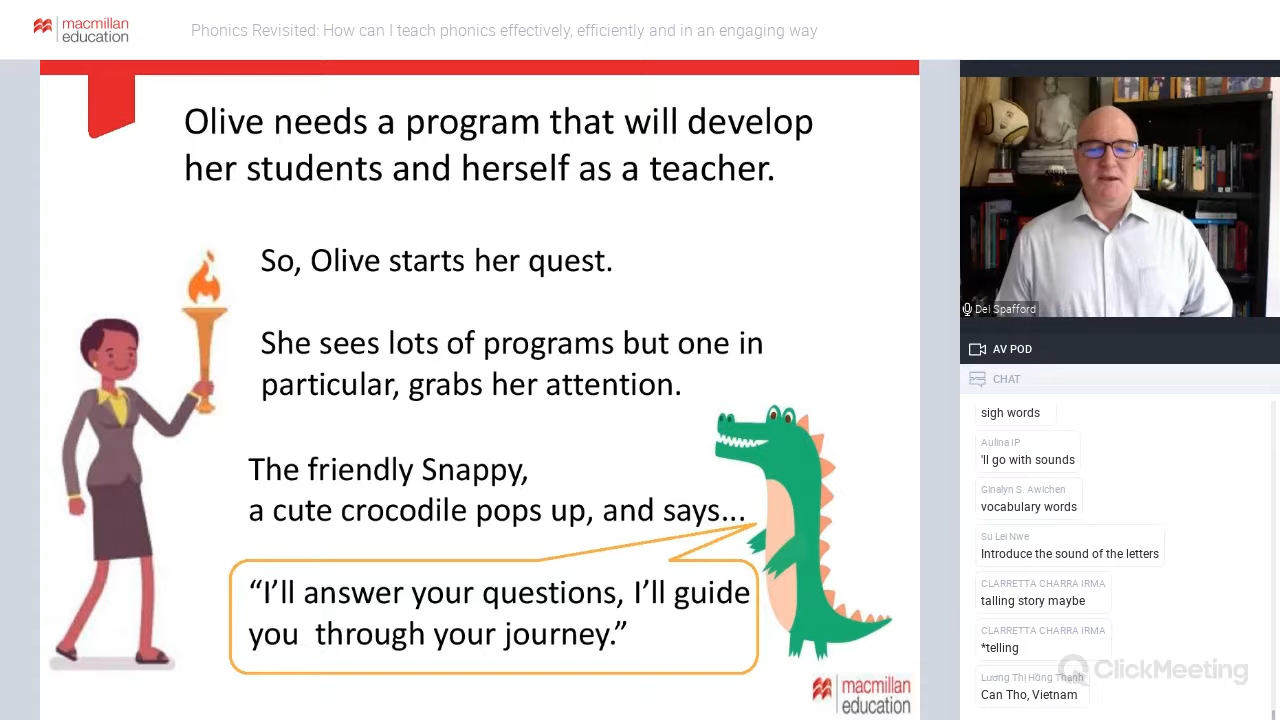 macmillan
education
Phonics Revisited: How can I teach phonics effectively, efficiently and in an engaging way
Olive needs a program that will develop
her students and herself as a teacher.
So, Olive starts her quest.
She sees lots of programs but one in
particular, grabs her attention.
The friendly Snappy,
a cute crocodile pops up, and says...
“I’ll answer your questions, I’ll guide
you through your journey.”
macmillan
education
Del Spafford
AV POD
CHAT
sigh words
Aulina iP
'll go with sounds
Ginalyn S. Awichen
vocabulary words
Su Lei Nwe
Introduce the sound of the letters
CLARRETTA CHARRA IRMA
talling story maybe
CLARRETTA CHARRA IRMA
*telling
Lương Thị Hồng Thanh
Can Tho, Vietnam
ClickMeeting